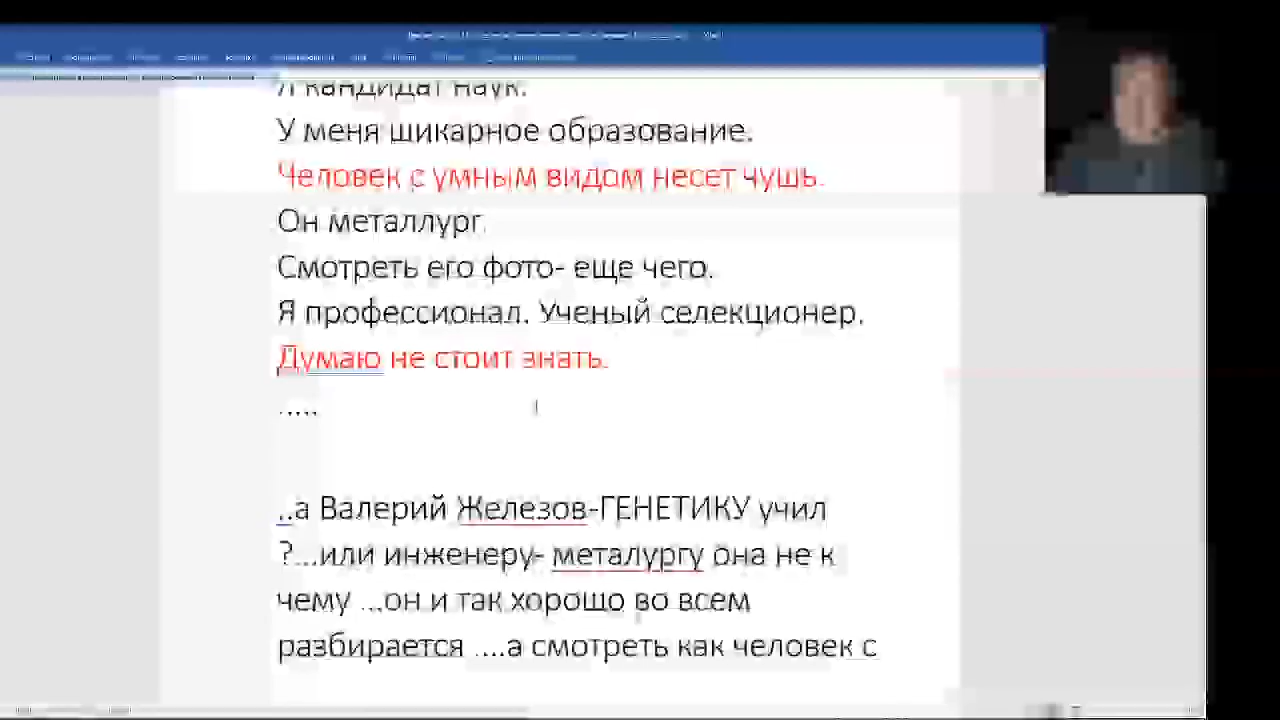 Я кандидат наук.
У меня шикарное образование.
Человек с умным видом несет чушь.
Он металлург.
Смотреть его фото- еще чего.
Я профессионал. Ученый селекционер.
Думаю не стоит знать.
.....
..а Валерий Железов-ГЕНЕТИКУ учил
?...или инженеру- металургу она не к
чему ...он и так хорошо во всем
разбирается ....а смотреть как человек с